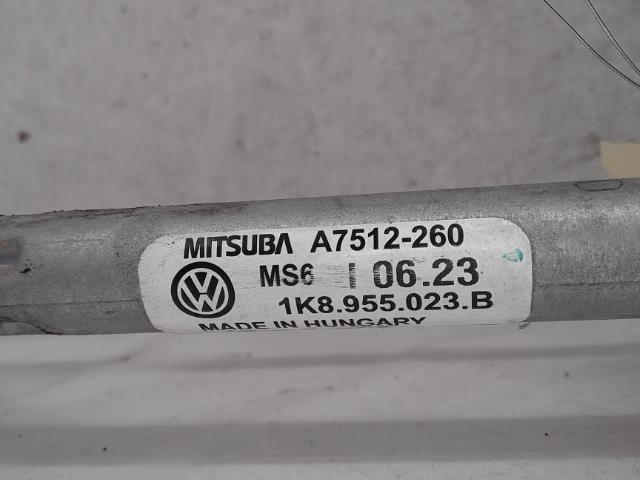 MITSUBA A7512-260
MS6 I 06.23
1K8.955.023.B
MADE IN HUNGARY